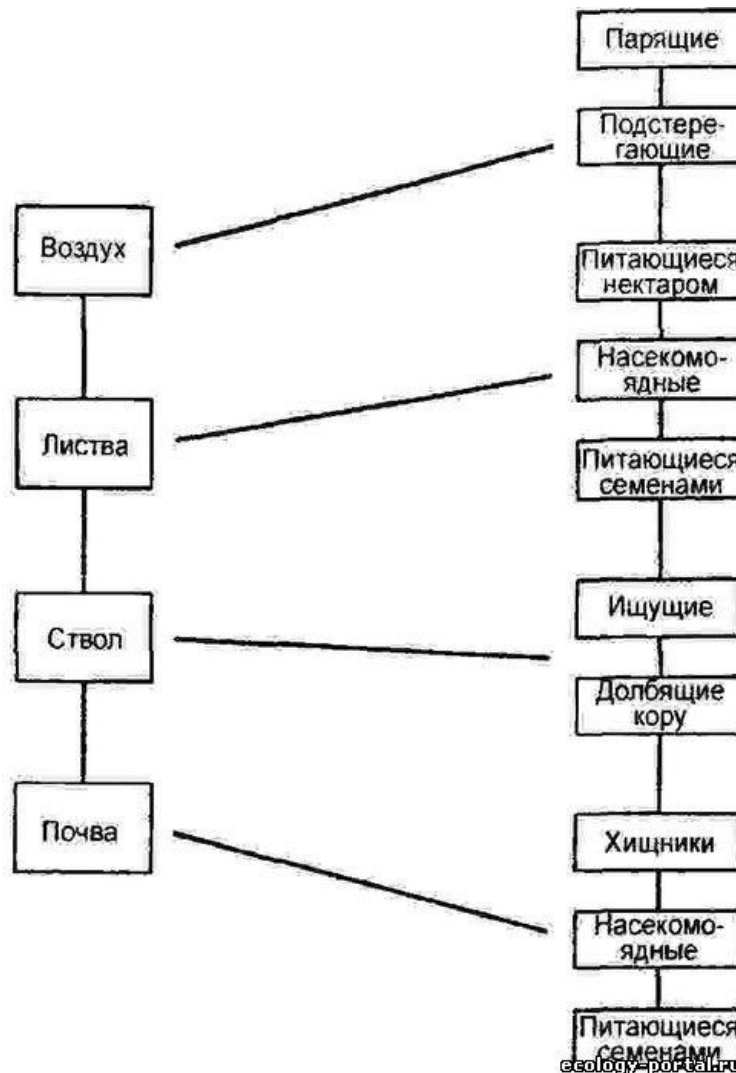 Воздух
Листва
Ствол
Почва
Парящие
Подстере-
гающие
Питающиеся
нектаром
Насекомо-
ядные
Питающиеся
семенами
Ищущие
Долбящие
кору
Хищники
Насекомо-
ядные
Питающиеся
семенами
ecology-portal.ru